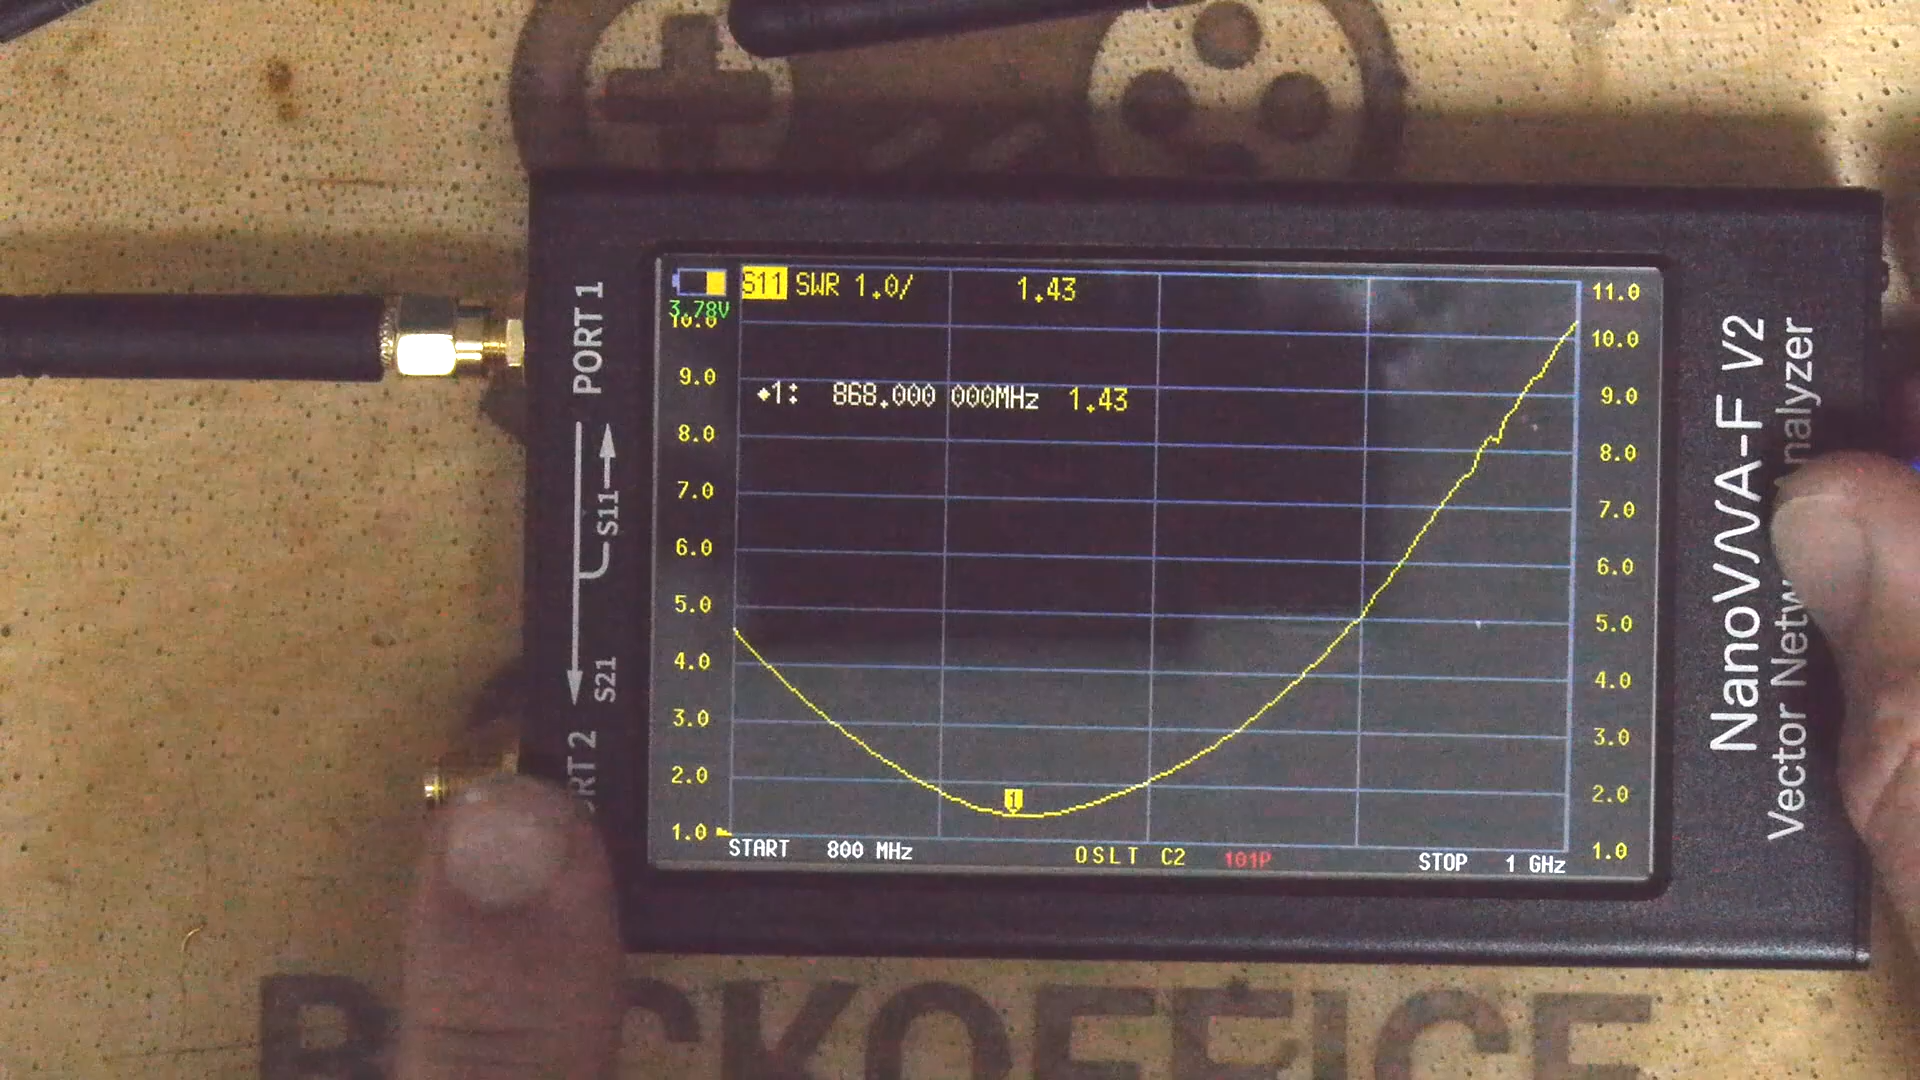 S11 SWR 1.0/ 1.43
3.78V
10.0
9.0
8.0
7.0
6.0
5.0
4.0
3.0
2.0
1.0
◆1: 868.000 000MHz 1.43
1
11.0
10.0
9.0
8.0
7.0
6.0
5.0
4.0
3.0
2.0
1.0
START 800 MHz OSLT C2 101P STOP 1 GHz
PORT 1
S11
S21
RT 2
NanoVNA-F V2
Vector Netw nalyzer
B CKOFFICE